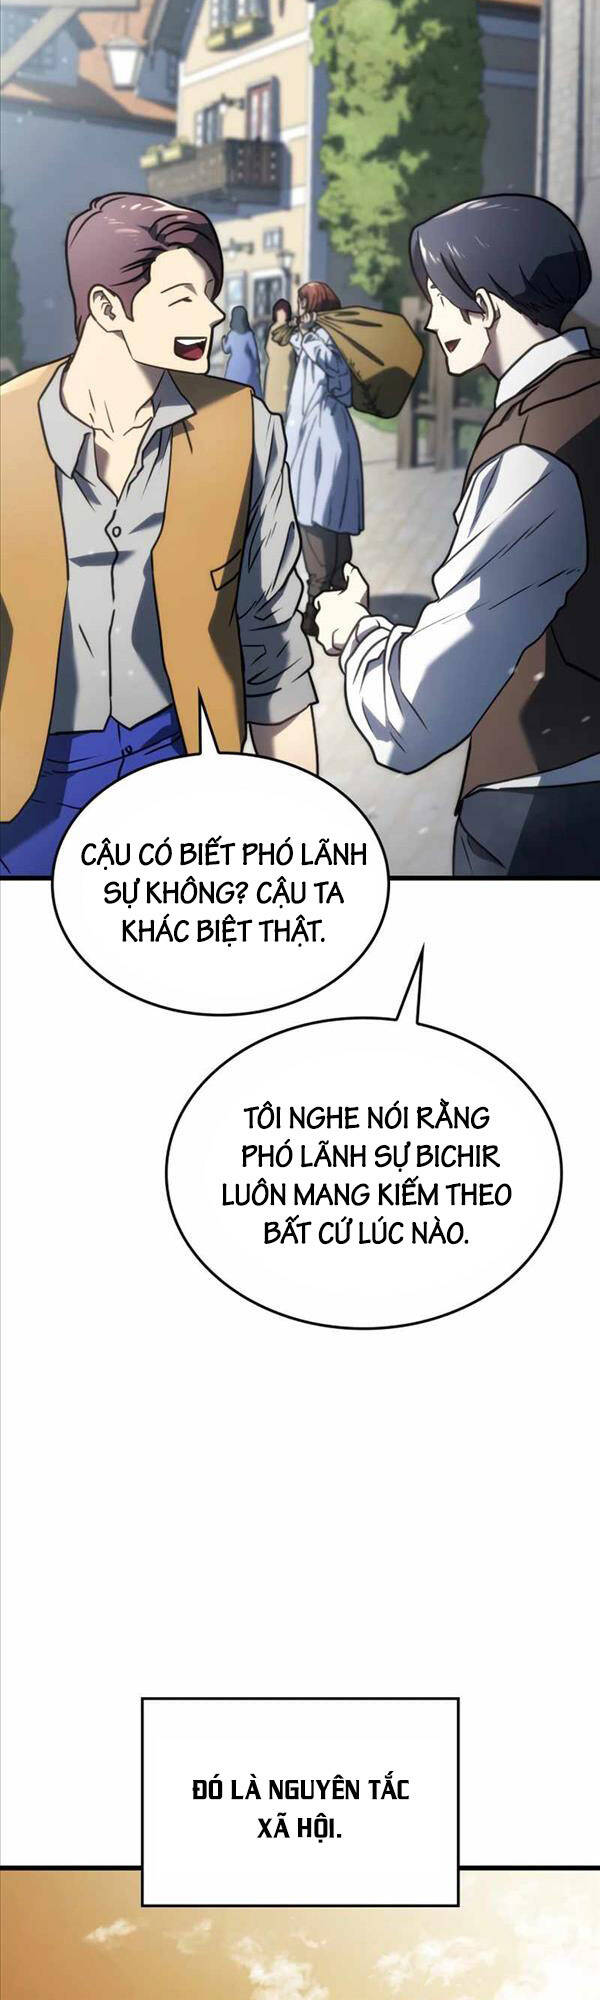 CẬU CÓ BIẾT PHÓ LÃNH
SỰ KHÔNG? CẬU TA
KHÁC BIỆT THẬT.
TÔI NGHE NÓI RẰNG
PHÓ LÃNH SỰ BICHIR
LUÔN MANG KIẾM THEO
BẤT CỨ LÚC NÀO.
ĐÓ LÀ NGUYÊN TẮC
XÃ HỘI.